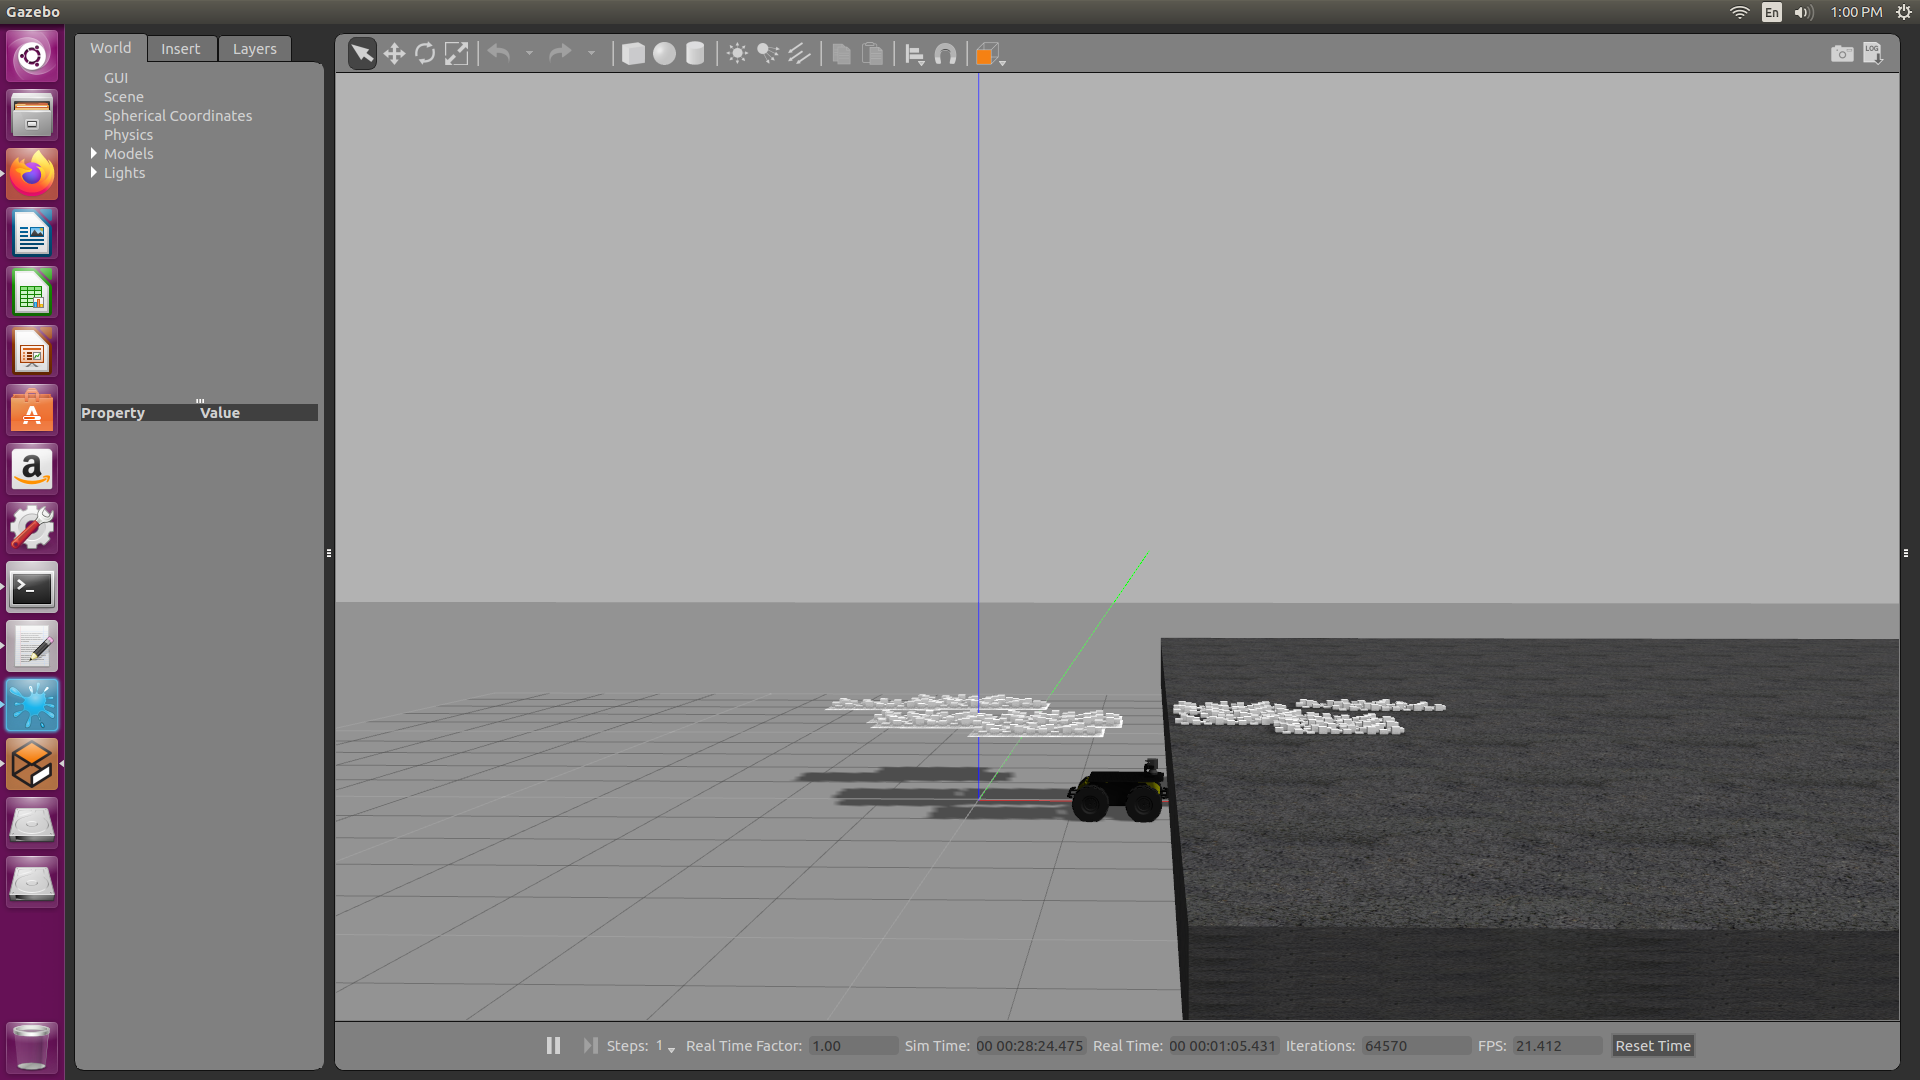 Gazebo
En
1:00 PM
World Insert Layers
LOG
GUI
Scene
Spherical Coordinates
Physics
Models
Lights
Property Value
Steps: 1 Real Time Factor: 1.00 Sim Time: 00 00:28:24.475 Real Time: 00 00:01:05.431 Iterations: 64570 FPS: 21.412 Reset Time